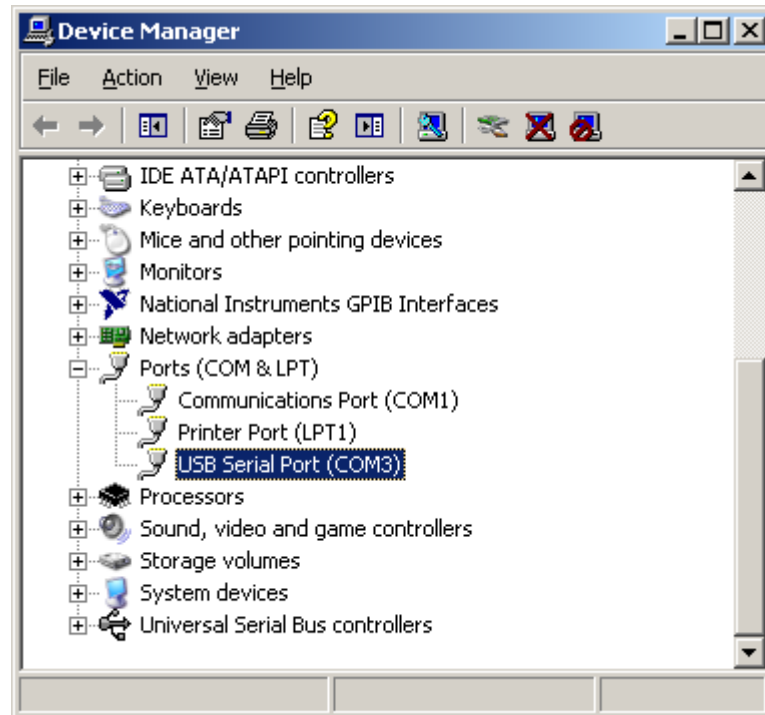 Device Manager
File Action View Help
IDE ATA/ATAPI controllers
Keyboards
Mice and other pointing devices
Monitors
National Instruments GPIB Interfaces
Network adapters
Ports (COM & LPT)
Communications Port (COM1)
Printer Port (LPT1)
USB Serial Port (COM3)
Processors
Sound, video and game controllers
Storage volumes
System devices
Universal Serial Bus controllers